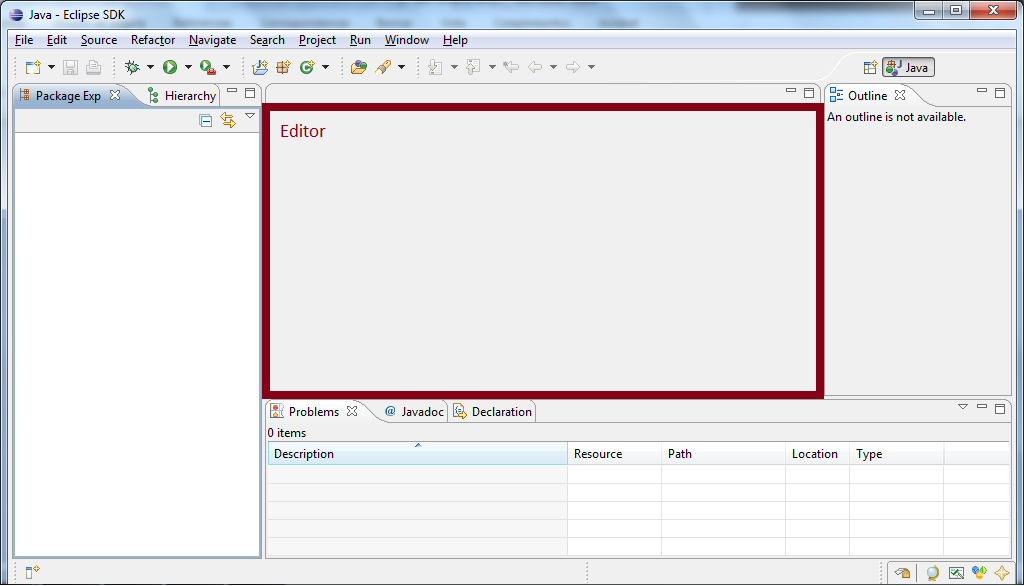 Java - Eclipse SDK
File Edit Source Refactor Navigate Search Project Run Window Help
Java
Package Exp Hierarchy
Outline
An outline is not available.
Editor
Problems @ Javadoc Declaration
0 items
Description Resource Path Location Type